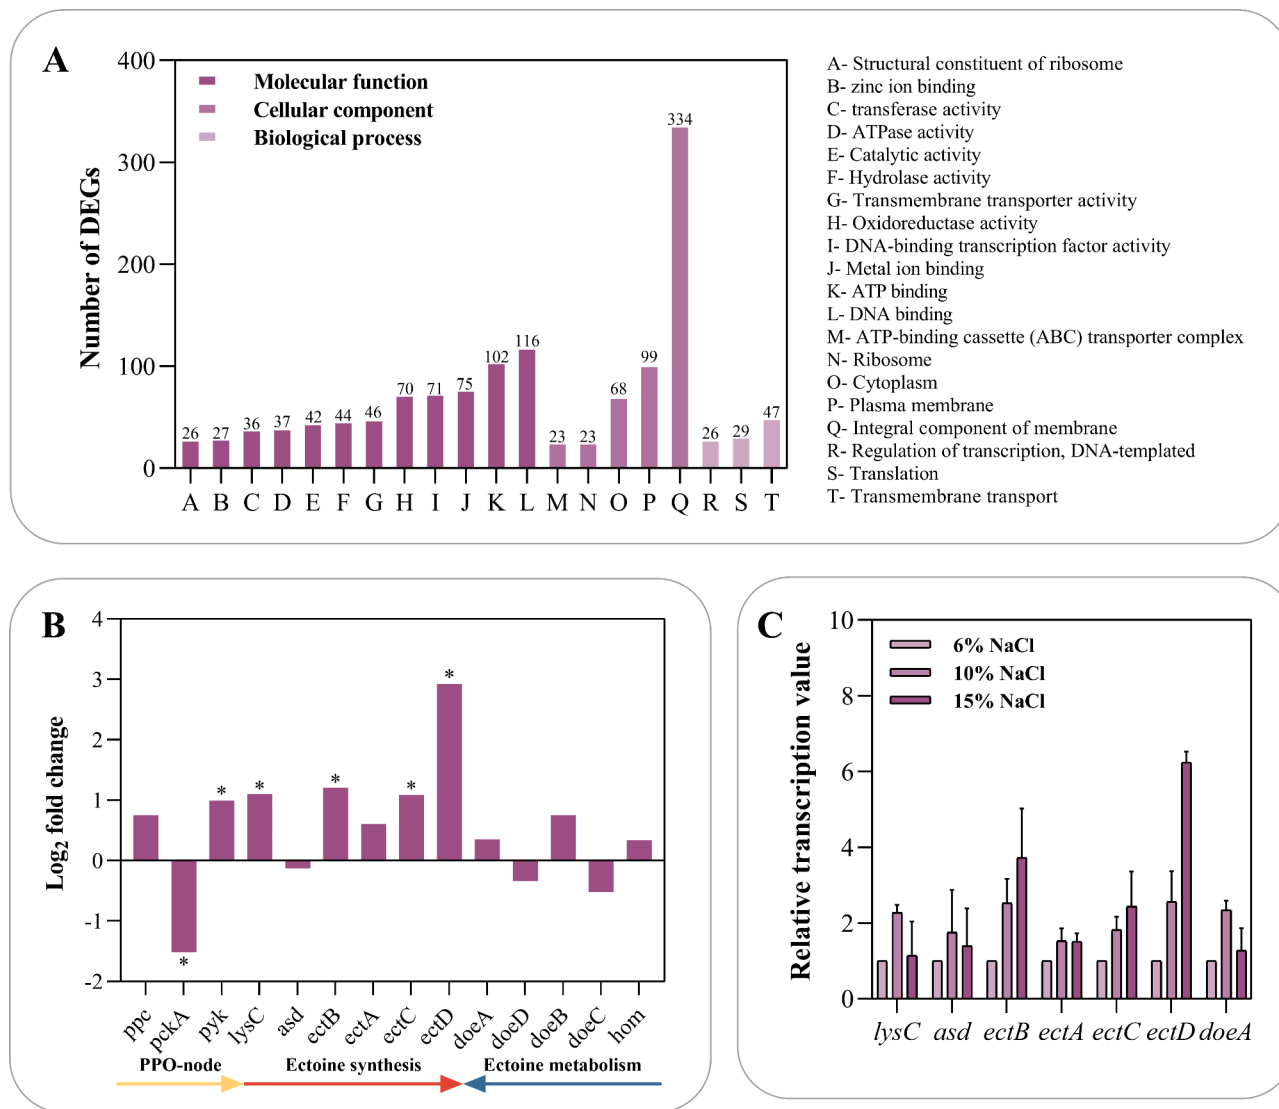 A
Number of DEGs
400
300
200
100
0
Molecular function
Cellular component
Biological process
26 27 36 37 42 44 46 70 71 75 102 116 23 23 68 99 334 26 29 47
A B C D E F G H I J K L M N O P Q R S T
A- Structural constituent of ribosome
B- zinc ion binding
C- transferase activity
D- ATPase activity
E- Catalytic activity
F- Hydrolase activity
G- Transmembrane transporter activity
H- Oxidoreductase activity
I- DNA-binding transcription factor activity
J- Metal ion binding
K- ATP binding
L- DNA binding
M- ATP-binding cassette (ABC) transporter complex
N- Ribosome
O- Cytoplasm
P- Plasma membrane
Q- Integral component of membrane
R- Regulation of transcription, DNA-templated
S- Translation
T- Transmembrane transport
B
Log2 fold change
4
3
2
1
0
-1
-2
* * * * * *
ppc pckA pyk lysC asd ectB ectA ectC ectD doeA doeD doeB doeC hom
PPO-node Ectoine synthesis Ectoine metabolism
C
Relative transcription value
10
8
6
4
2
0
6% NaCl
10% NaCl
15% NaCl
lysC asd ectB ectA ectC ectD doeA